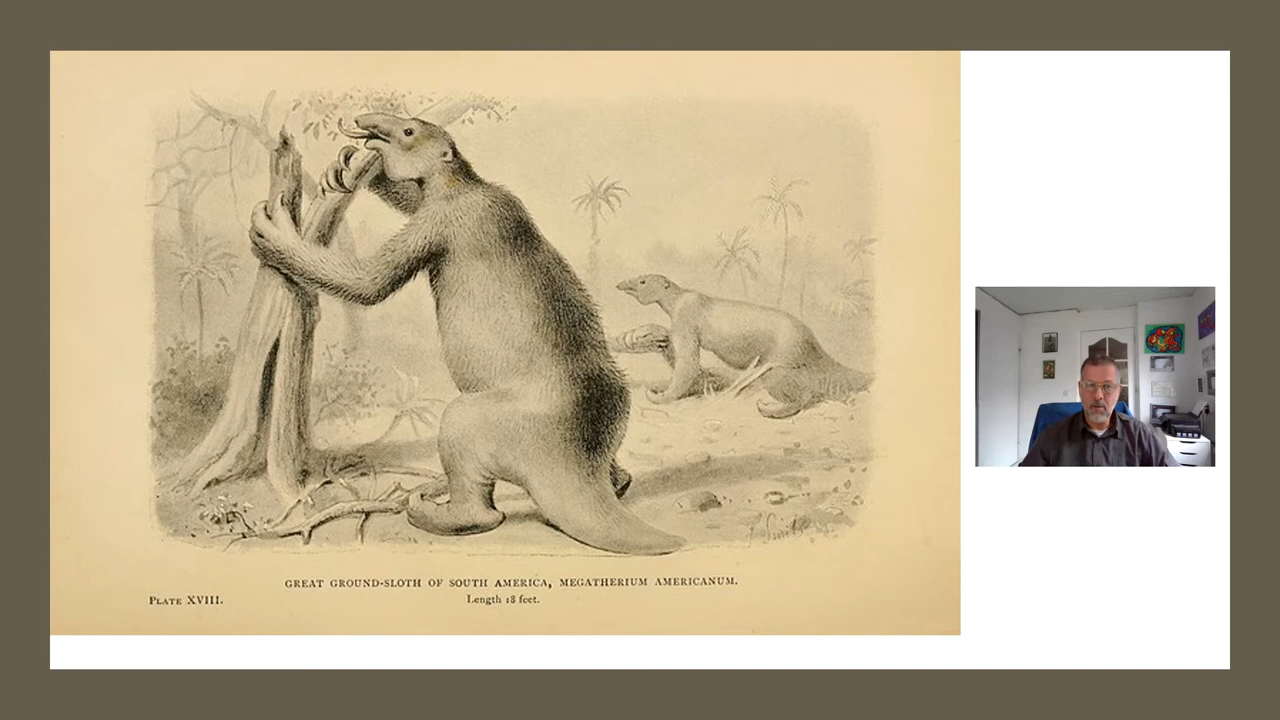 GREAT GROUND-SLOTH OF SOUTH AMERICA, MEGATHERIUM AMERICANUM.
PLATE XVIII.
Length 18 feet.